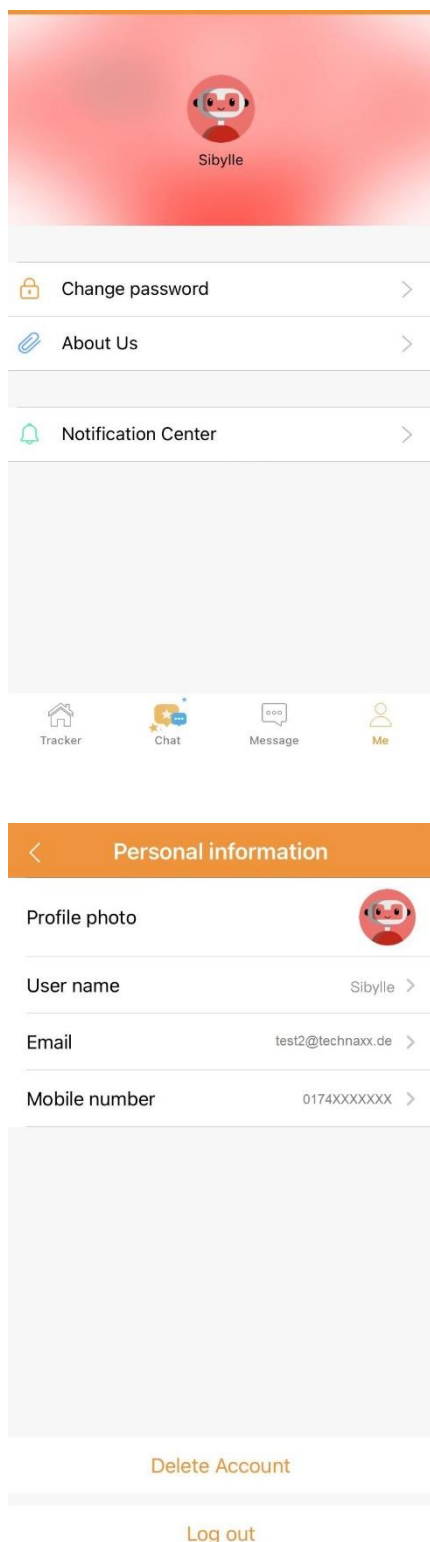 Sibylle
Change password
About Us
Notification Center
Tracker Chat Message Me
Personal information
Profile photo
User name Sibylle
Email test2@technaxx.de
Mobile number 0174XXXXXXX
Delete Account
Log out